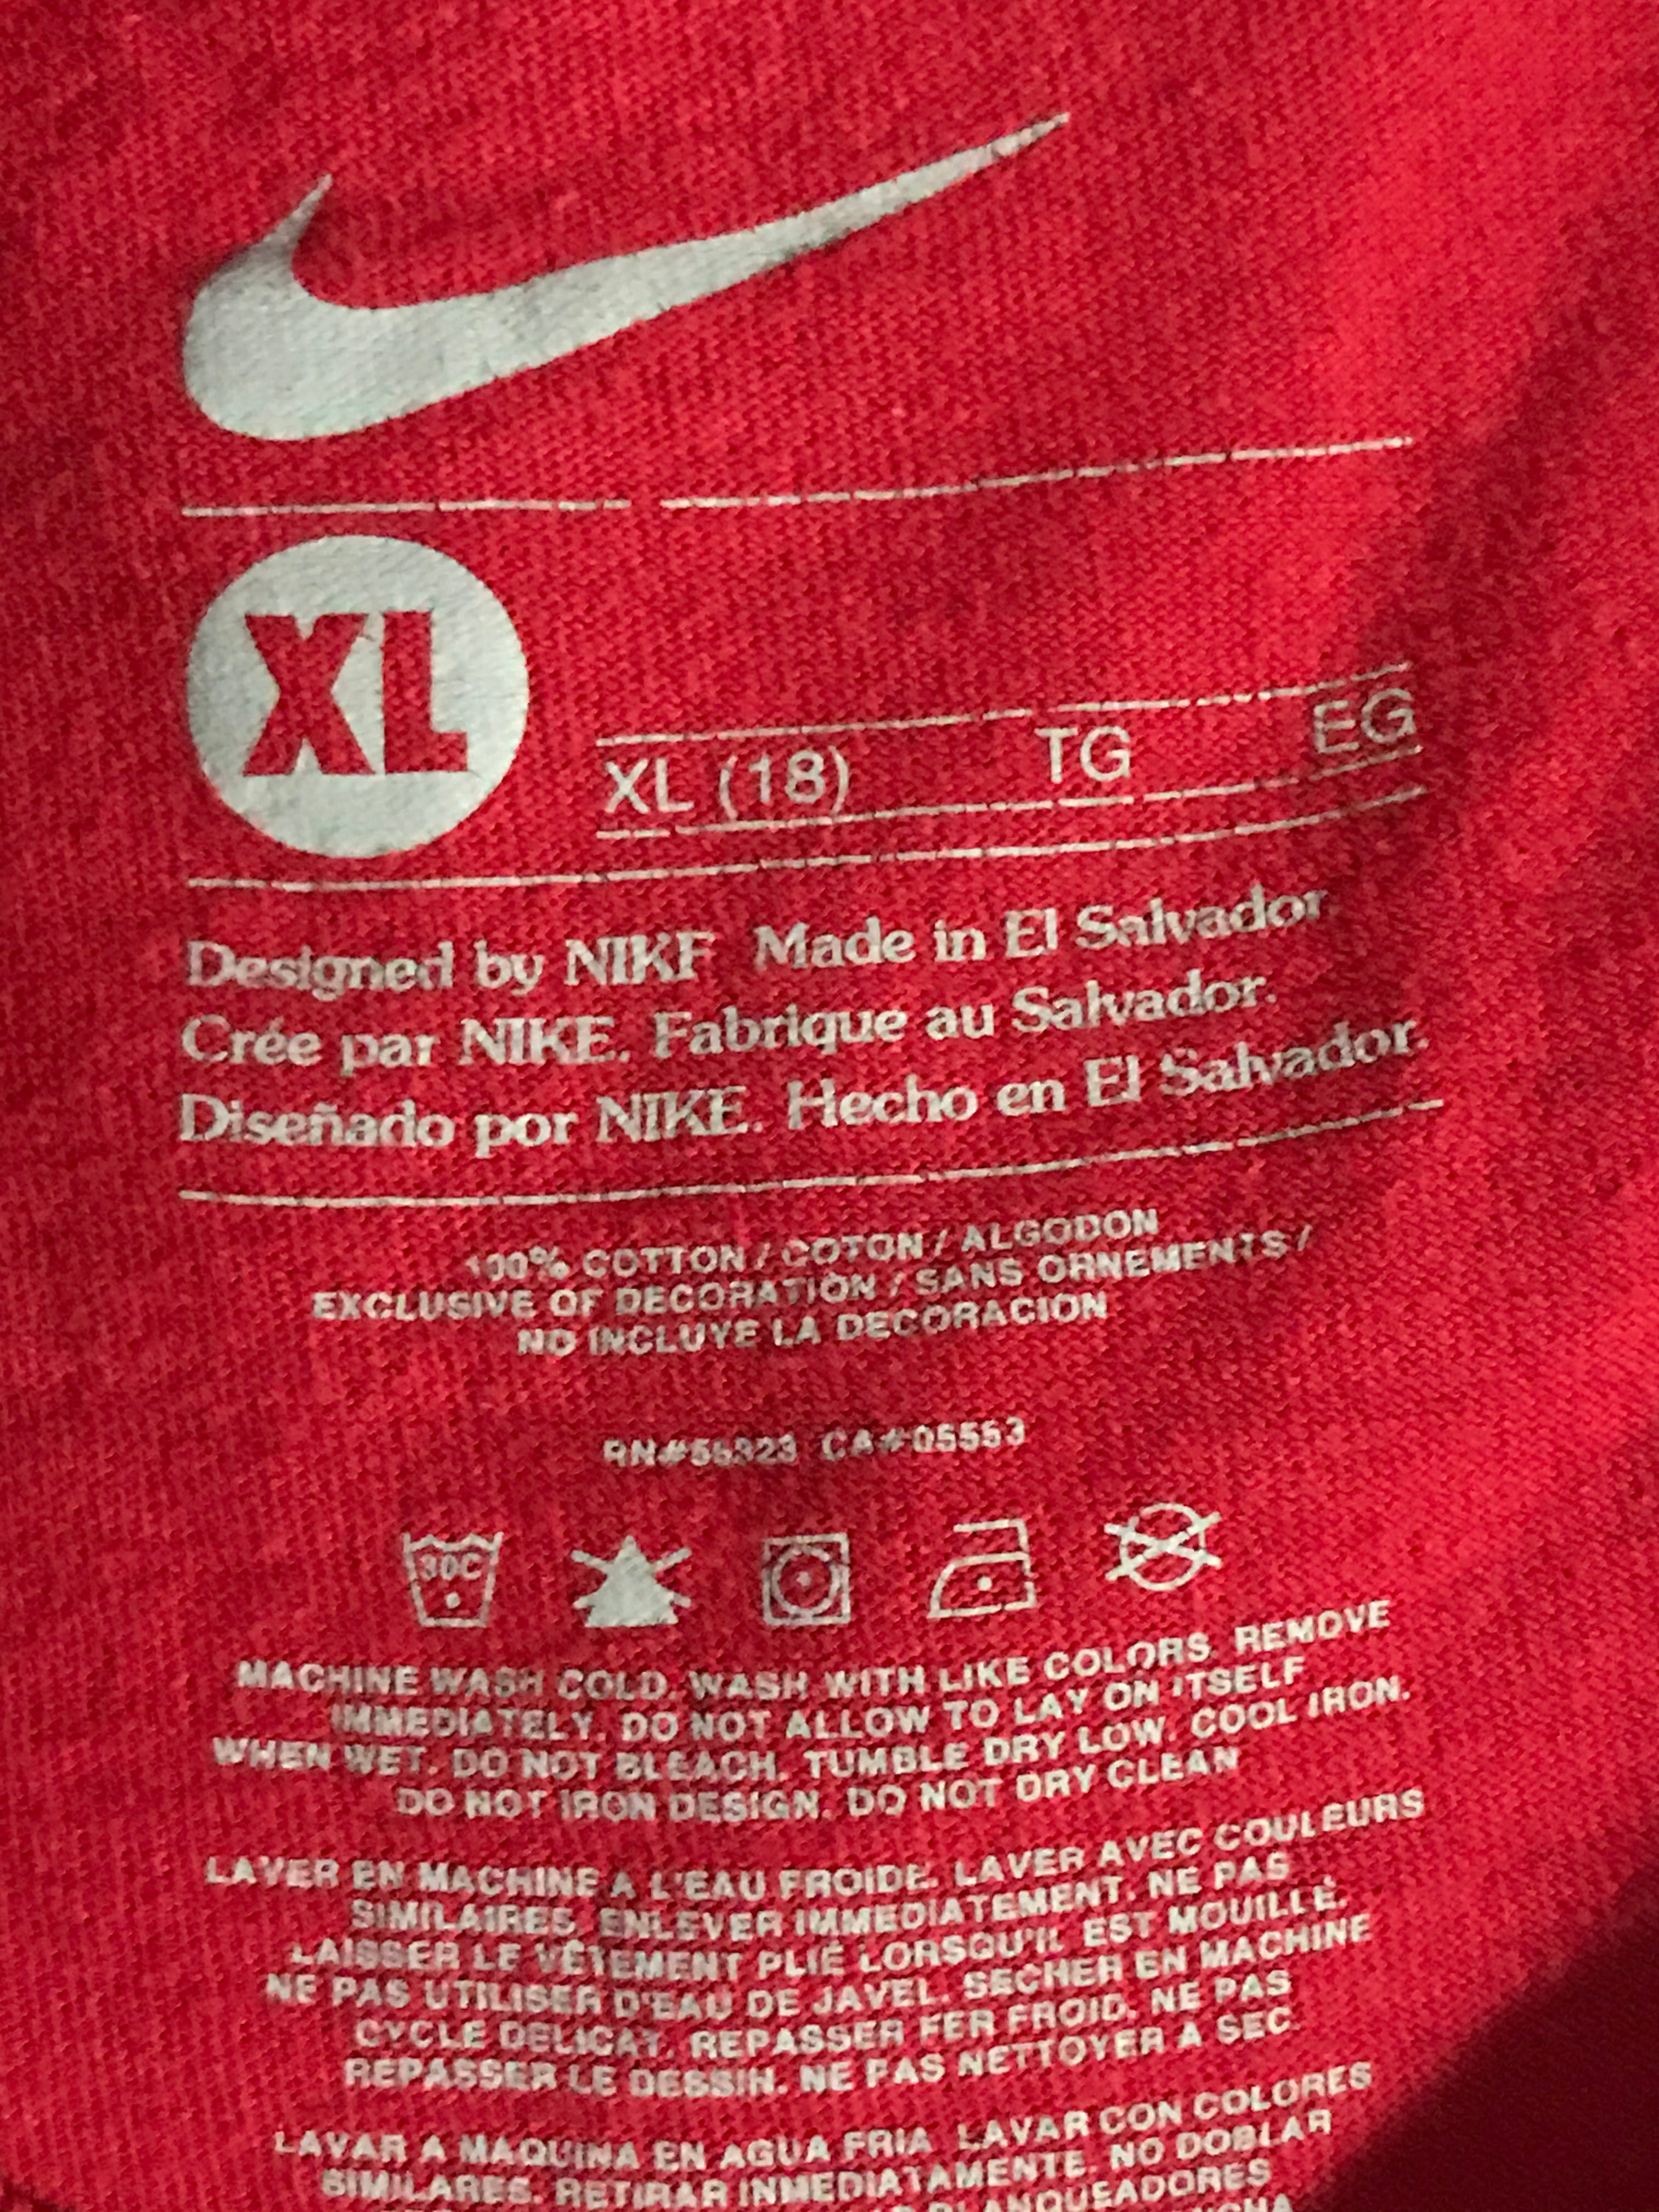 XL
XL (18) TG EG
Designed by NIKE Made in El Salvador.
Crée par NIKE. Fabrique au Salvador.
Diseñado por NIKE. Hecho en El Salvador.
100% COTTON / COTON / ALGODON
EXCLUSIVE OF DECORATION / SANS ORNEMENTS /
NO INCLUYE LA DECORACION
RN#56323 CA#05553
30C
MACHINE WASH COLD. WASH WITH LIKE COLORS. REMOVE
IMMEDIATELY. DO NOT ALLOW TO LAY ON ITSELF
WHEN WET. DO NOT BLEACH. TUMBLE DRY LOW. COOL IRON.
DO NOT IRON DESIGN. DO NOT DRY CLEAN
LAVER EN MACHINE A L'EAU FROIDE. LAVER AVEC COULEURS
SIMILAIRES. ENLEVER IMMEDIATEMENT. NE PAS
LAISSER LE VÊTEMENT PLIÉ LORSQU'IL EST MOUILLÉ.
NE PAS UTILISER D'EAU DE JAVEL. SECHER EN MACHINE
CYCLE DELICAT. REPASSER FER FROID. NE PAS
REPASSER LE DESSIN. NE PAS NETTOYER A SEC.
LAVAR A MAQUINA EN AGUA FRIA LAVAR CON COLORES
SIMILARES. RETIRAR INMEDIATAMENTE. NO DOBLAR
BLANQUEADORES